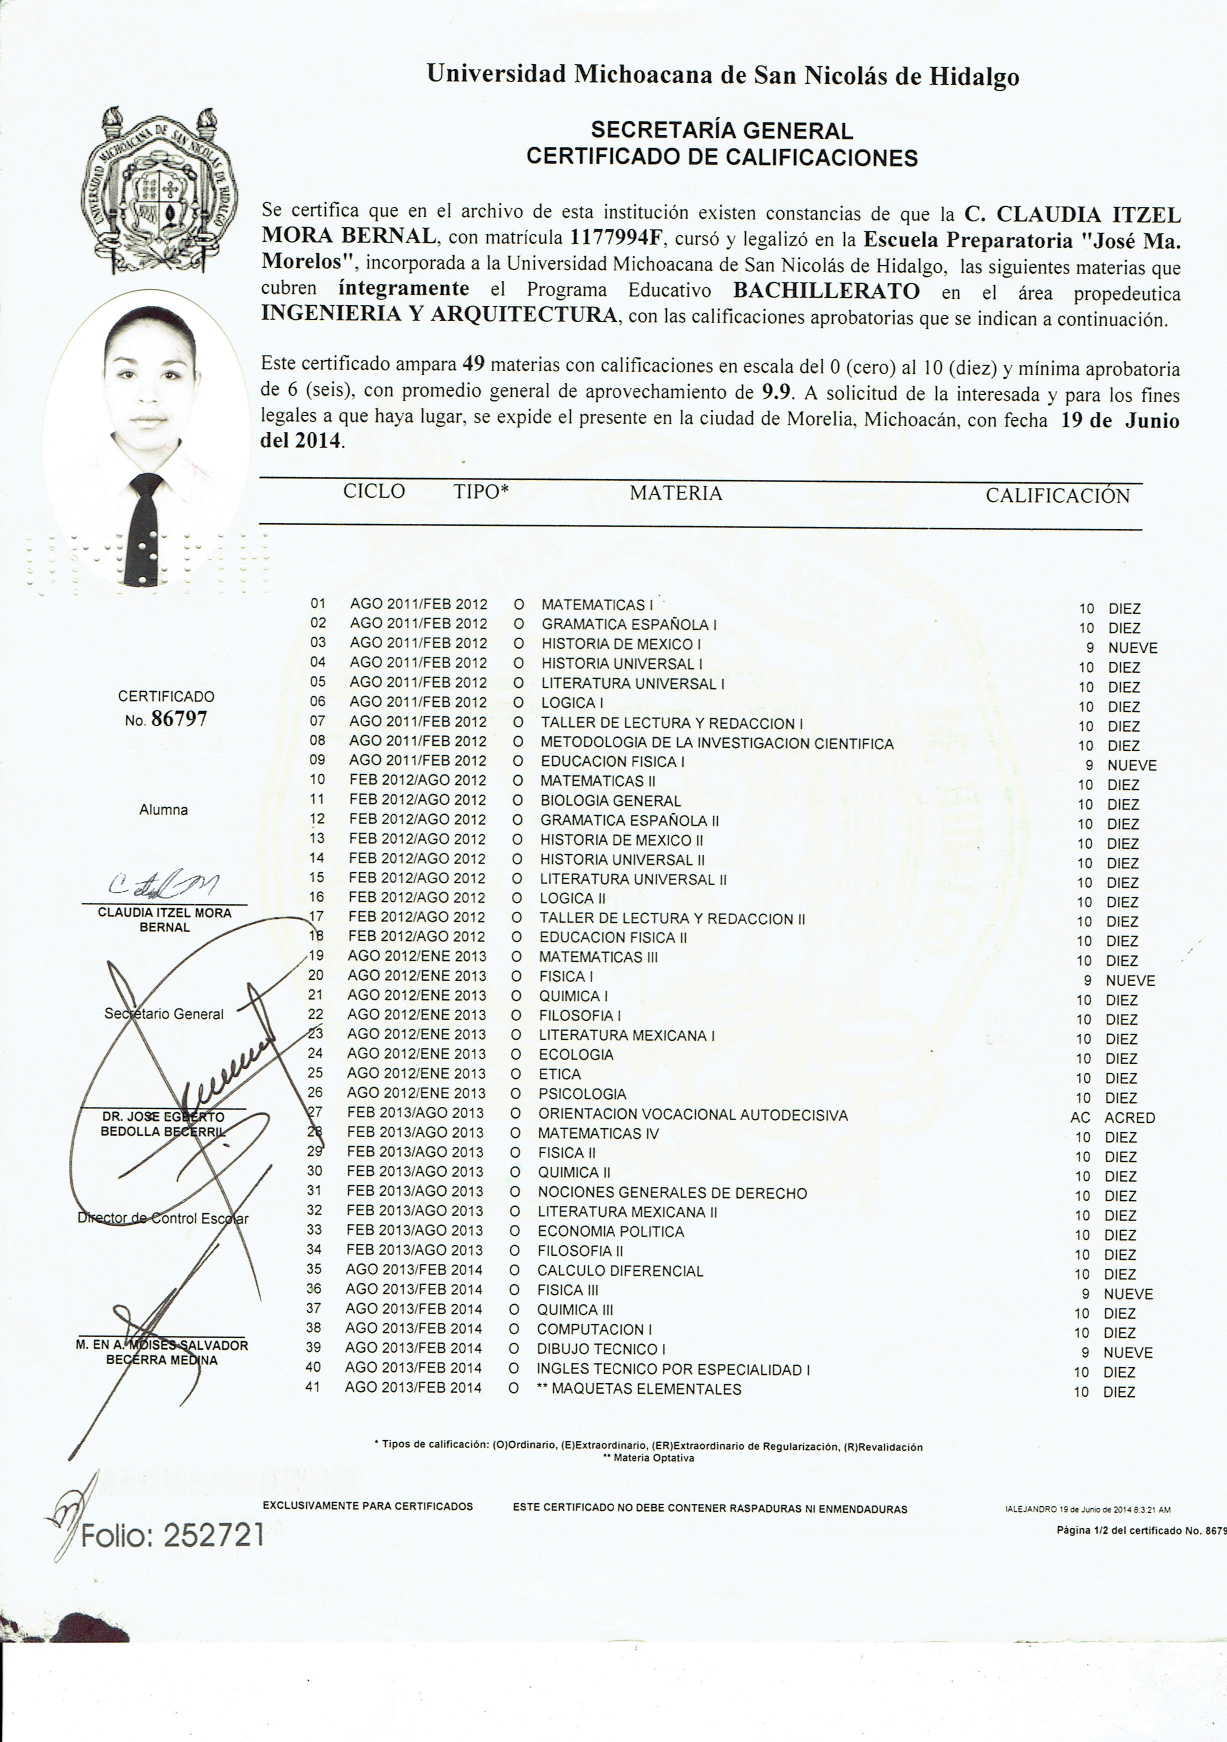 Universidad Michoacana de San Nicolás de Hidalgo
SECRETARÍA GENERAL
CERTIFICADO DE CALIFICACIONES
UNIVERSIDAD MICHOACANA DE SAN NICOLAS DE HIDALGO
Se certifica que en el archivo de esta institución existen constancias de que la C. CLAUDIA ITZEL
MORA BERNAL, con matrícula 1177994F, cursó y legalizó en la Escuela Preparatoria "José Ma.
Morelos", incorporada a la Universidad Michoacana de San Nicolás de Hidalgo, las siguientes materias que
cubren íntegramente el Programa Educativo BACHILLERATO en el área propedeutica
INGENIERIA Y ARQUITECTURA, con las calificaciones aprobatorias que se indican a continuación.
Este certificado ampara 49 materias con calificaciones en escala del 0 (cero) al 10 (diez) y mínima aprobatoria
de 6 (seis), con promedio general de aprovechamiento de 9.9. A solicitud de la interesada y para los fines
legales a que haya lugar, se expide el presente en la ciudad de Morelia, Michoacán, con fecha 19 de Junio
del 2014.
CICLO TIPO* MATERIA CALIFICACIÓN
01 AGO 2011/FEB 2012 O MATEMATICAS I 10 DIEZ
02 AGO 2011/FEB 2012 O GRAMATICA ESPAÑOLA I 10 DIEZ
03 AGO 2011/FEB 2012 O HISTORIA DE MEXICO I 9 NUEVE
04 AGO 2011/FEB 2012 O HISTORIA UNIVERSAL I 10 DIEZ
05 AGO 2011/FEB 2012 O LITERATURA UNIVERSAL I 10 DIEZ
06 AGO 2011/FEB 2012 O LOGICA I 10 DIEZ
07 AGO 2011/FEB 2012 O TALLER DE LECTURA Y REDACCION I 10 DIEZ
08 AGO 2011/FEB 2012 O METODOLOGIA DE LA INVESTIGACION CIENTIFICA 10 DIEZ
09 AGO 2011/FEB 2012 O EDUCACION FISICA I 9 NUEVE
10 FEB 2012/AGO 2012 O MATEMATICAS II 10 DIEZ
11 FEB 2012/AGO 2012 O BIOLOGIA GENERAL 10 DIEZ
12 FEB 2012/AGO 2012 O GRAMATICA ESPAÑOLA II 10 DIEZ
13 FEB 2012/AGO 2012 O HISTORIA DE MEXICO II 10 DIEZ
14 FEB 2012/AGO 2012 O HISTORIA UNIVERSAL II 10 DIEZ
15 FEB 2012/AGO 2012 O LITERATURA UNIVERSAL II 10 DIEZ
16 FEB 2012/AGO 2012 O LOGICA II 10 DIEZ
17 FEB 2012/AGO 2012 O TALLER DE LECTURA Y REDACCION II 10 DIEZ
18 FEB 2012/AGO 2012 O EDUCACION FISICA II 10 DIEZ
19 AGO 2012/ENE 2013 O MATEMATICAS III 10 DIEZ
20 AGO 2012/ENE 2013 O FISICA I 9 NUEVE
21 AGO 2012/ENE 2013 O QUIMICA I 10 DIEZ
22 AGO 2012/ENE 2013 O FILOSOFIA I 10 DIEZ
23 AGO 2012/ENE 2013 O LITERATURA MEXICANA I 10 DIEZ
24 AGO 2012/ENE 2013 O ECOLOGIA 10 DIEZ
25 AGO 2012/ENE 2013 O ETICA 10 DIEZ
26 AGO 2012/ENE 2013 O PSICOLOGIA 10 DIEZ
27 FEB 2013/AGO 2013 O ORIENTACION VOCACIONAL AUTODECISIVA AC ACRED
28 FEB 2013/AGO 2013 O MATEMATICAS IV 10 DIEZ
29 FEB 2013/AGO 2013 O FISICA II 10 DIEZ
30 FEB 2013/AGO 2013 O QUIMICA II 10 DIEZ
31 FEB 2013/AGO 2013 O NOCIONES GENERALES DE DERECHO 10 DIEZ
32 FEB 2013/AGO 2013 O LITERATURA MEXICANA II 10 DIEZ
33 FEB 2013/AGO 2013 O ECONOMIA POLITICA 10 DIEZ
34 FEB 2013/AGO 2013 O FILOSOFIA II 10 DIEZ
35 AGO 2013/FEB 2014 O CALCULO DIFERENCIAL 10 DIEZ
36 AGO 2013/FEB 2014 O FISICA III 9 NUEVE
37 AGO 2013/FEB 2014 O QUIMICA III 10 DIEZ
38 AGO 2013/FEB 2014 O COMPUTACION I 10 DIEZ
39 AGO 2013/FEB 2014 O DIBUJO TECNICO I 9 NUEVE
40 AGO 2013/FEB 2014 O INGLES TECNICO POR ESPECIALIDAD I 10 DIEZ
41 AGO 2013/FEB 2014 O ** MAQUETAS ELEMENTALES 10 DIEZ
CERTIFICADO
No. 86797
Alumna
CLAUDIA ITZEL MORA
BERNAL
Secretario General
DR. JOSE EGBERTO
BEDOLLA BECERRIL
Director de Control Escolar
M. EN A. MOISES SALVADOR
BECERRA MEDINA
* Tipos de calificación: (O)Ordinario, (E)Extraordinario, (ER)Extraordinario de Regularización, (R)Revalidación
** Materia Optativa
EXCLUSIVAMENTE PARA CERTIFICADOS ESTE CERTIFICADO NO DEBE CONTENER RASPADURAS NI ENMENDADURAS IALEJANDRO 19 de Junio de 2014 8:3:21 AM
Página 1/2 del certificado No. 8679
Folio: 252721